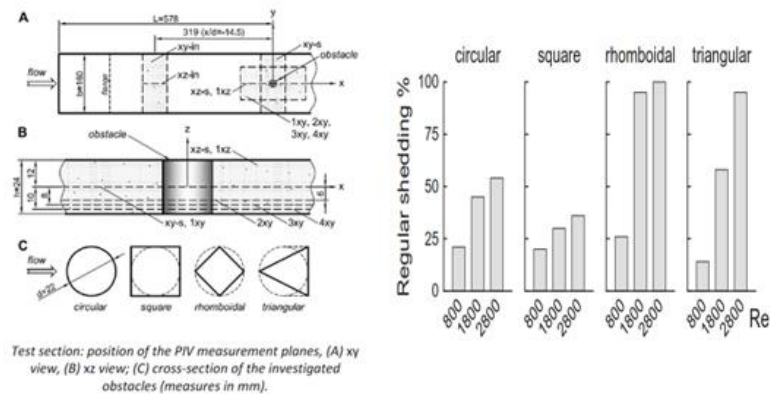 A
L=578
319 (x/d=-14.5)
y
xy-in
xy-s
obstacle
flow
b=160
flange
xz-in
xz-s, 1xz
x
1xy, 2xy,
3xy, 4xy
B
obstacle
z
xz-s, 1xz
h=24
12
10
8
x
6
xy-s, 1xy
2xy
3xy
4xy
C
flow
d=22
circular square rhomboidal triangular
Test section: position of the PIV measurement planes, (A) xy
view, (B) xz view; (C) cross-section of the investigated
obstacles (measures in mm).
circular square rhomboidal triangular
Regular shedding %
100
75
50
25
0
800 1800 2800 800 1800 2800 800 1800 2800 800 1800 2800 Re